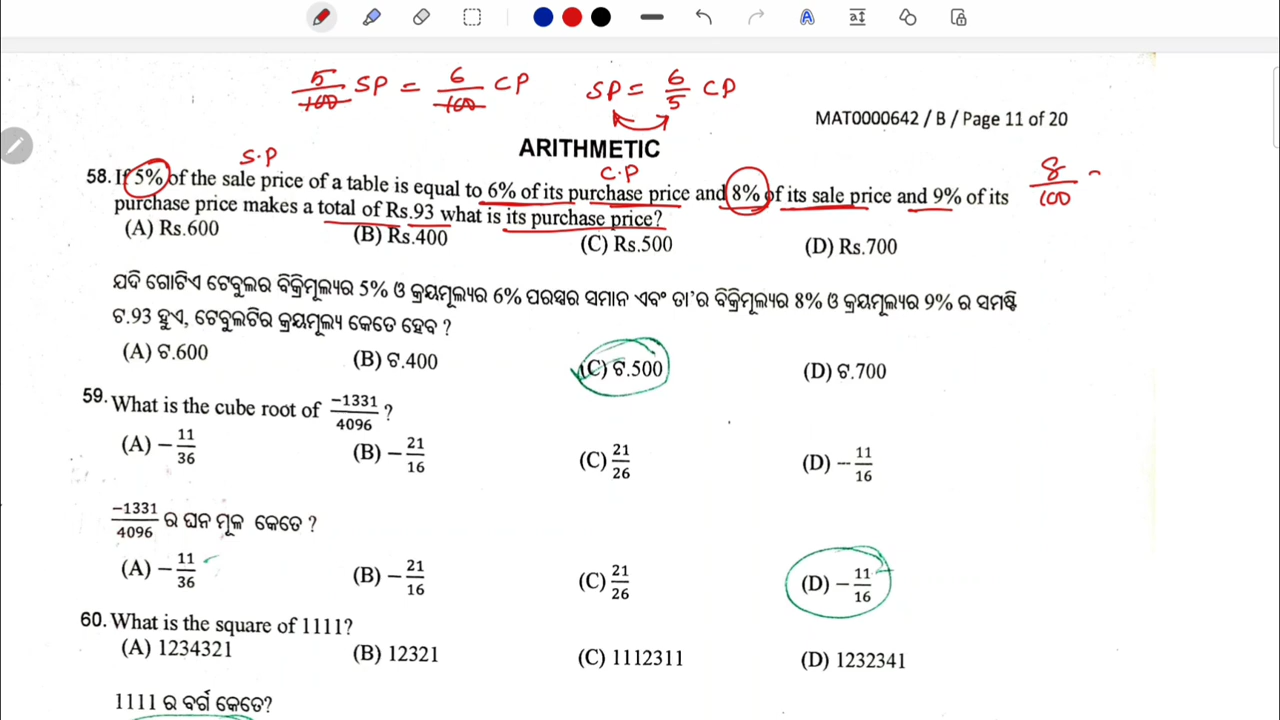 5/100 SP = 6/100 CP SP = 6/5 CP
MAT0000642 / B / Page 11 of 20
ARITHMETIC
S.P
C.P
8/100
58. If 5% of the sale price of a table is equal to 6% of its purchase price and 8% of its sale price and 9% of its
purchase price makes a total of Rs.93 what is its purchase price?
(A) Rs.600 (B) Rs.400 (C) Rs.500 (D) Rs.700
ଯଦି ଗୋଟିଏ ଟେବୁଲର ବିକ୍ରିମୂଲ୍ୟର 5% ଓ କ୍ରୟମୂଲ୍ୟର 6% ପରସ୍ପର ସମାନ ଏବଂ ତା'ର ବିକ୍ରିମୂଲ୍ୟର 8% ଓ କ୍ରୟମୂଲ୍ୟର 9% ର ସମଷ୍ଟି
ଟ.93 ହୁଏ, ଟେବୁଲଟିର କ୍ରୟମୂଲ୍ୟ କେତେ ହେବ ?
(A) ଟ.600 (B) ଟ.400 (C) ଟ.500 (D) ଟ.700
59. What is the cube root of -1331/4096 ?
(A) −11/36 (B) −21/16 (C) 21/26 (D) −11/16
-1331/4096 ର ଘନ ମୂଳ କେତେ ?
(A) −11/36 (B) −21/16 (C) 21/26 (D) −11/16
60. What is the square of 1111?
(A) 1234321 (B) 12321 (C) 1112311 (D) 1232341
1111 ର ବର୍ଗ କେତେ?